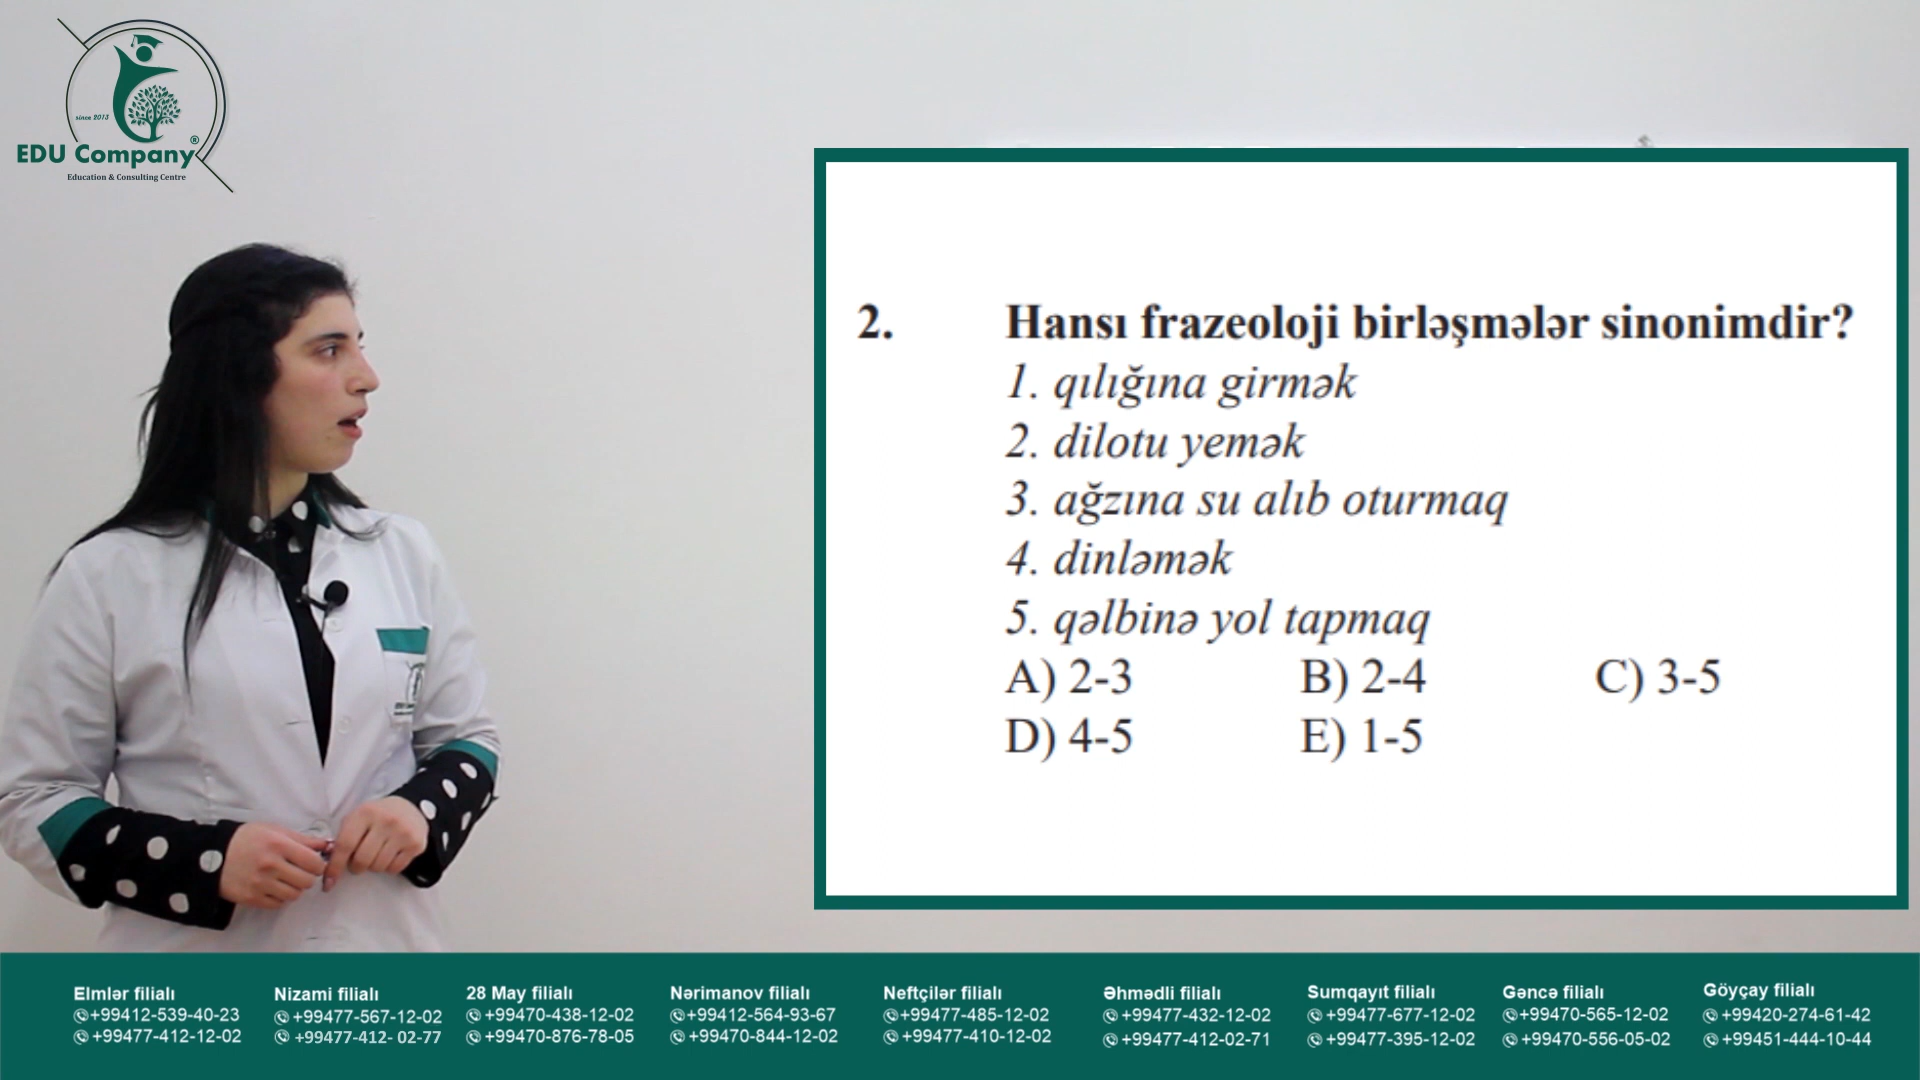 since 2013
EDU Company®
Education & Consulting Centre
2. Hansı frazeoloji birləşmələr sinonimdir?
1. qılığına girmək
2. dilotu yemək
3. ağzına su alıb oturmaq
4. dinləmək
5. qəlbinə yol tapmaq
A) 2-3 B) 2-4 C) 3-5
D) 4-5 E) 1-5
Elmlər filialı
+99412-539-40-23
+99477-412-12-02
Nizami filialı
+99477-567-12-02
+99477-412- 02-77
28 May filialı
+99470-438-12-02
+99470-876-78-05
Nərimanov filialı
+99412-564-93-67
+99470-844-12-02
Neftçilər filialı
+99477-485-12-02
+99477-410-12-02
Əhmədli filialı
+99477-432-12-02
+99477-412-02-71
Sumqayıt filialı
+99477-677-12-02
+99477-395-12-02
Gəncə filialı
+99470-565-12-02
+99470-556-05-02
Göyçay filialı
+99420-274-61-42
+99451-444-10-44